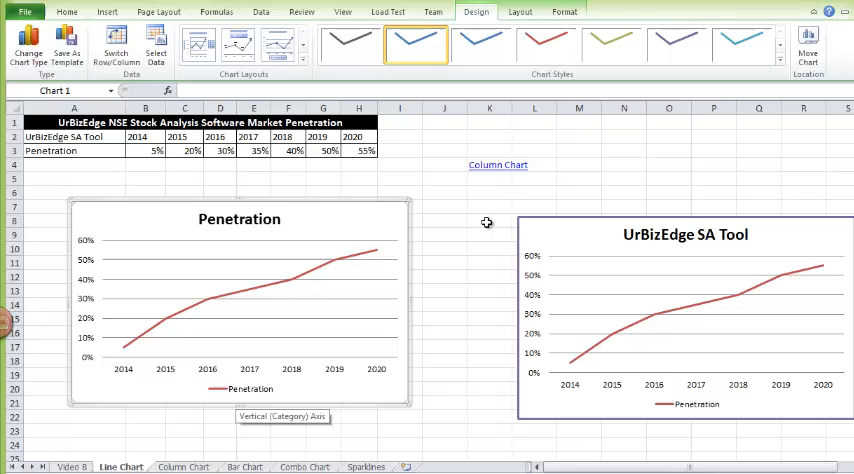 File Home Insert Page Layout Formulas Data Review View Load Test Team Design Layout Format
Change Chart Type Save As Template Switch Row/Column Select Data Move Chart
Type Data Chart Layouts Chart Styles Location
Chart 1 fx
A B C D E F G H I J K L M N O P Q R S
1 UrBizEdge NSE Stock Analysis Software Market Penetration
2 UrBizEdge SA Tool 2014 2015 2016 2017 2018 2019 2020
3 Penetration 5% 20% 30% 35% 40% 50% 55%
4 Column Chart
5
6
7
8
9
10
11
12
13
14
15
16
17
18
19
20
21
22
23
24
25
Penetration
60%
50%
40%
30%
20%
10%
0%
2014 2015 2016 2017 2018 2019 2020
Penetration
Vertical (Category) Axis
UrBizEdge SA Tool
60%
50%
40%
30%
20%
10%
0%
2014 2015 2016 2017 2018 2019 2020
Penetration
Video 8 Line Chart Column Chart Bar Chart Combo Chart Sparklines